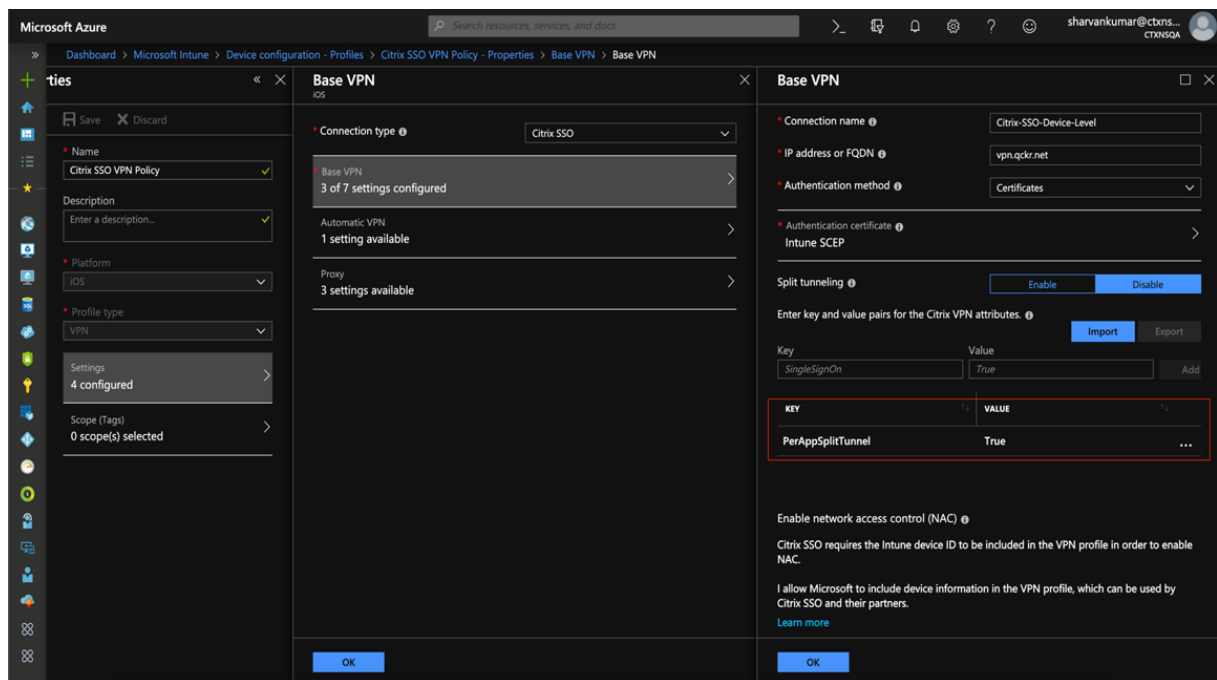 Microsoft Azure
Search resources, services, and docs
sharvankumar@ctxns...
CTXNSQA
Dashboard > Microsoft Intune > Device configuration - Profiles > Citrix SSO VPN Policy - Properties > Base VPN > Base VPN
rties
Save
Discard
* Name
Citrix SSO VPN Policy
Description
Enter a description...
* Platform
iOS
* Profile type
VPN
Settings
4 configured
Scope (Tags)
0 scope(s) selected
Base VPN
iOS
* Connection type
Citrix SSO
* Base VPN
3 of 7 settings configured
Automatic VPN
1 setting available
Proxy
3 settings available
OK
Base VPN
* Connection name
Citrix-SSO-Device-Level
* IP address or FQDN
vpn.qckr.net
* Authentication method
Certificates
* Authentication certificate
Intune SCEP
Split tunneling
Enable
Disable
Enter key and value pairs for the Citrix VPN attributes.
Import
Export
Key
Value
SingleSignOn
True
Add
KEY
VALUE
PerAppSplitTunnel
True
...
Enable network access control (NAC)
Citrix SSO requires the Intune device ID to be included in the VPN profile in order to enable
NAC.
I allow Microsoft to include device information in the VPN profile, which can be used by
Citrix SSO and their partners.
Learn more
OK